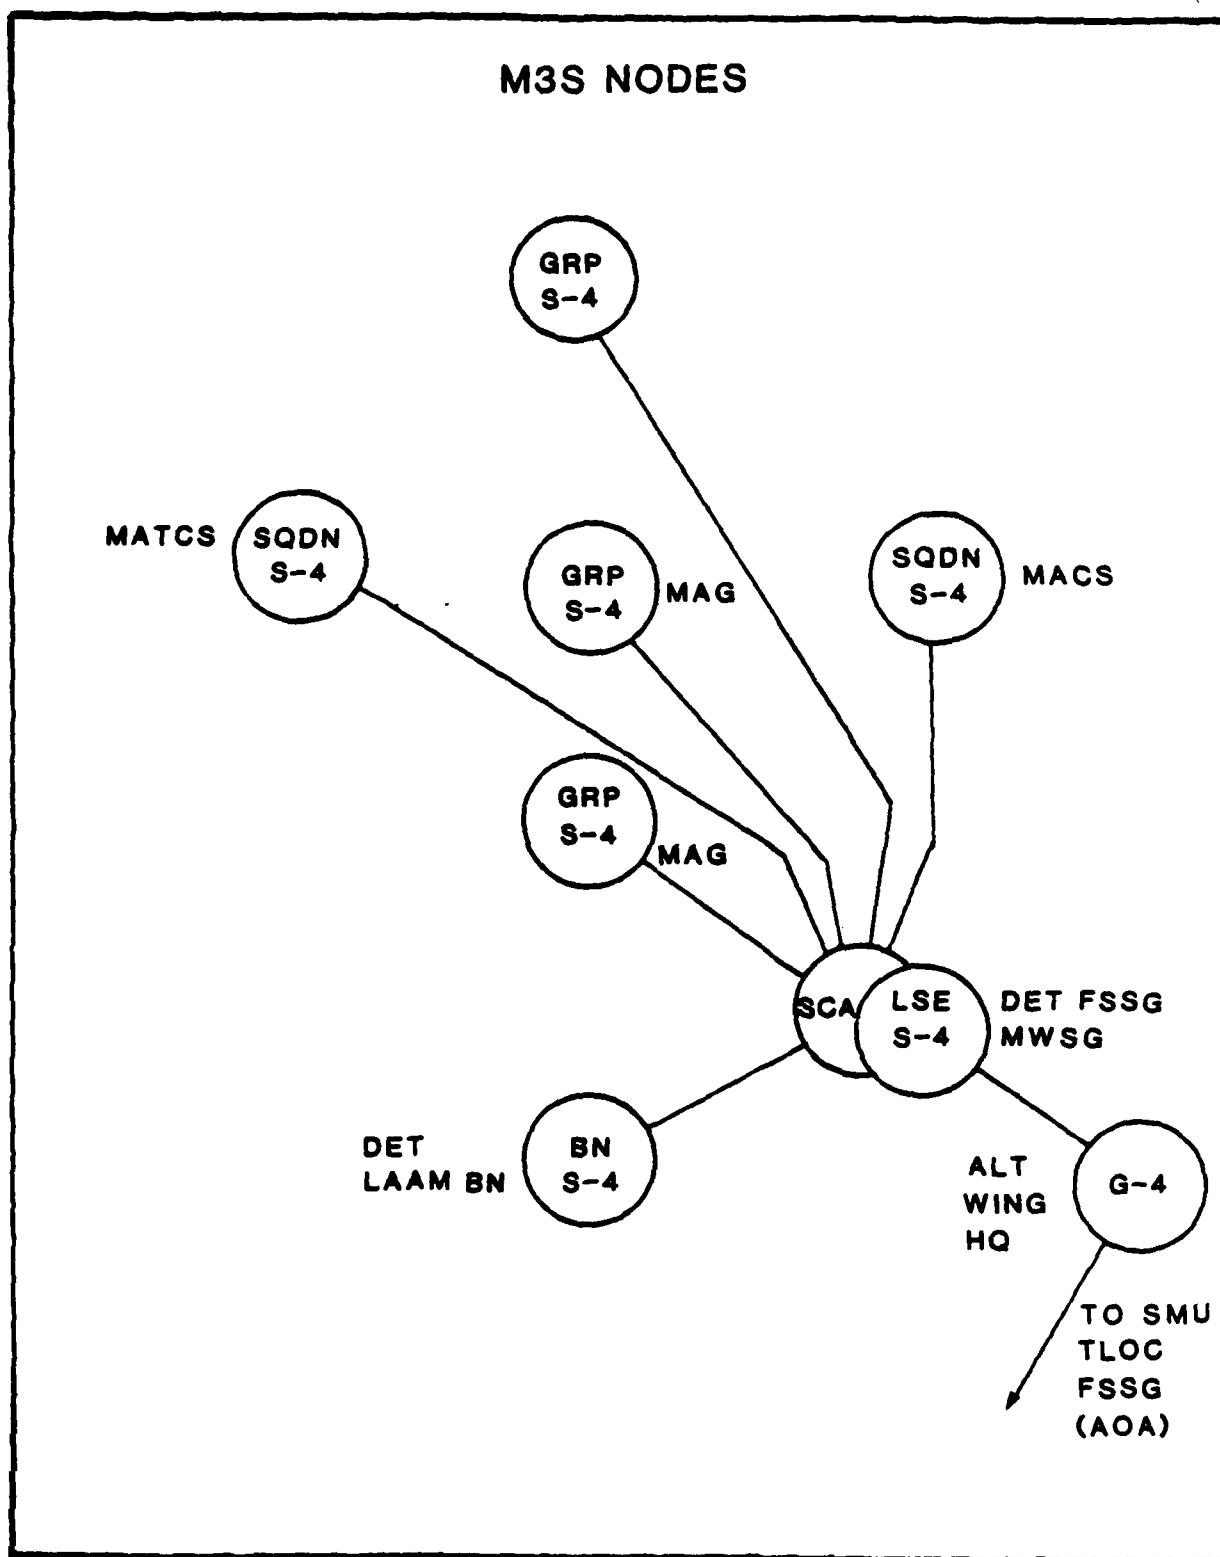 M3S NODES
GRP
S-4
MATCS
SQDN
S-4
GRP
S-4
MAG
SQDN
S-4
MACS
GRP
S-4
MAG
SCA
LSE
S-4
DET FSSG
MWSG
DET
LAAM BN
BN
S-4
ALT
WING
HQ
G-4
TO SMU
TLOC
FSSG
(AOA)